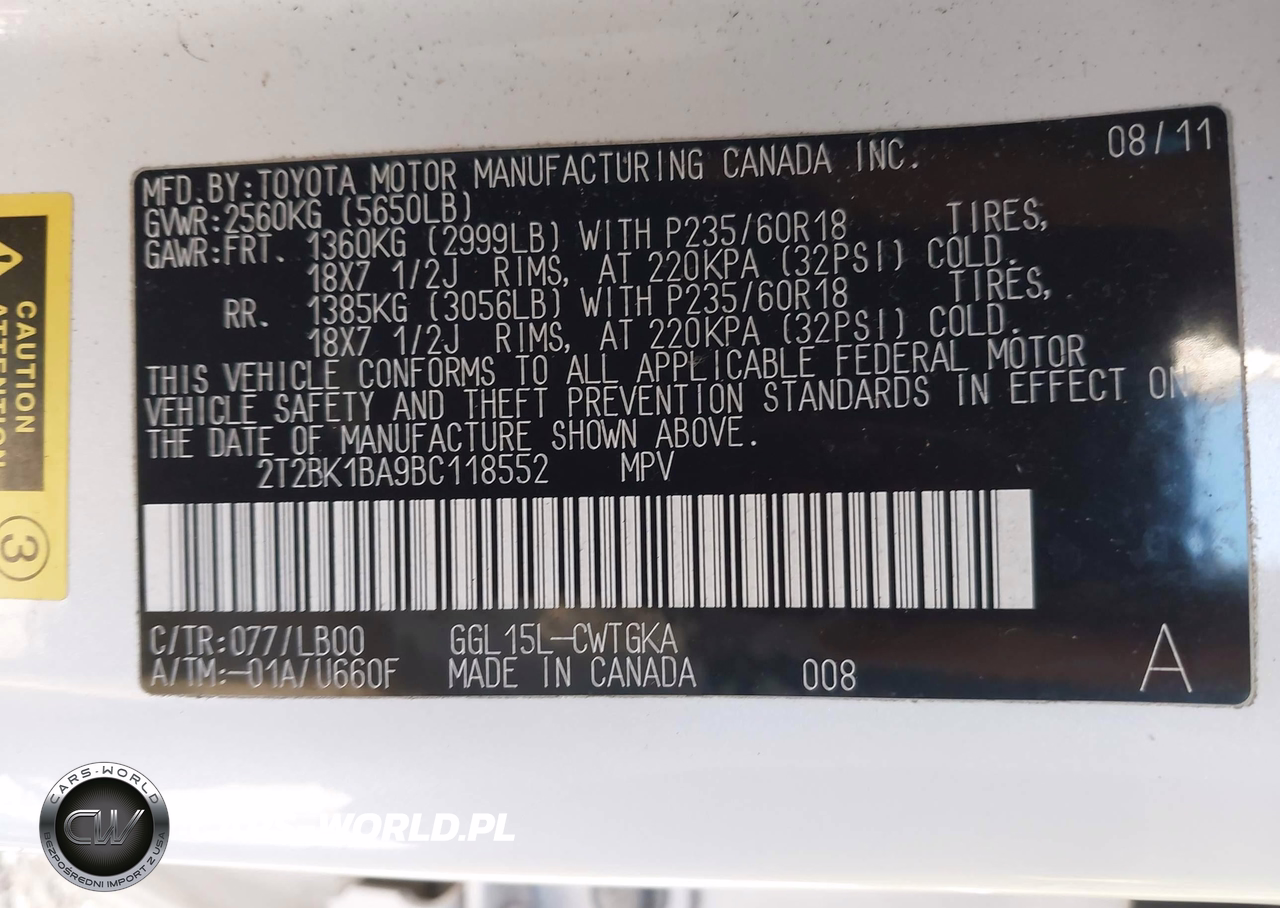 08/11
MFD.BY:TOYOTA MOTOR MANUFACTURING CANADA INC.
GVWR:2560KG (5650LB)
GAWR:FRT. 1360KG (2999LB) WITH P235/60R18 TIRES,
18X7 1/2J RIMS, AT 220KPA (32PSI) COLD.
RR. 1385KG (3056LB) WITH P235/60R18 TIRES,
18X7 1/2J RIMS, AT 220KPA (32PSI) COLD.
THIS VEHICLE CONFORMS TO ALL APPLICABLE FEDERAL MOTOR
VEHICLE SAFETY AND THEFT PREVENTION STANDARDS IN EFFECT ON
THE DATE OF MANUFACTURE SHOWN ABOVE.
2T2BK1BA9BC118552 MPV
C/TR:077/LB00 GGL15L-CWTGKA
A/TM:-01A/U660F MADE IN CANADA 008 A
CAUTION
ATTENTION
3
CARS-WORLD
CW
BEZPOŚREDNI IMPORT Z USA
WORLD.PL